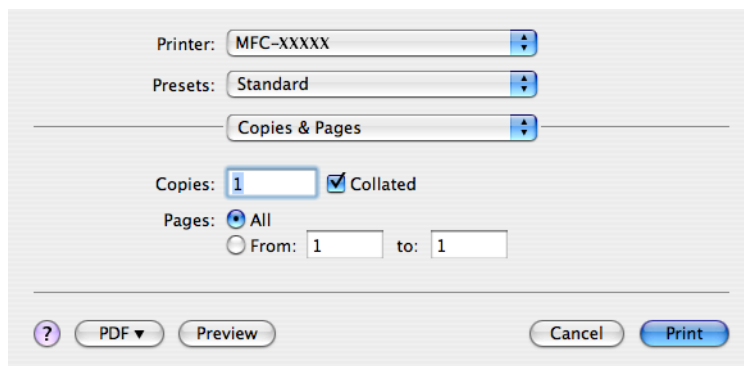 Printer: MFC-XXXXX
Presets: Standard
Copies & Pages
Copies: 1 Collated
Pages: All
From: 1 to: 1
? PDF▼ Preview Cancel Print